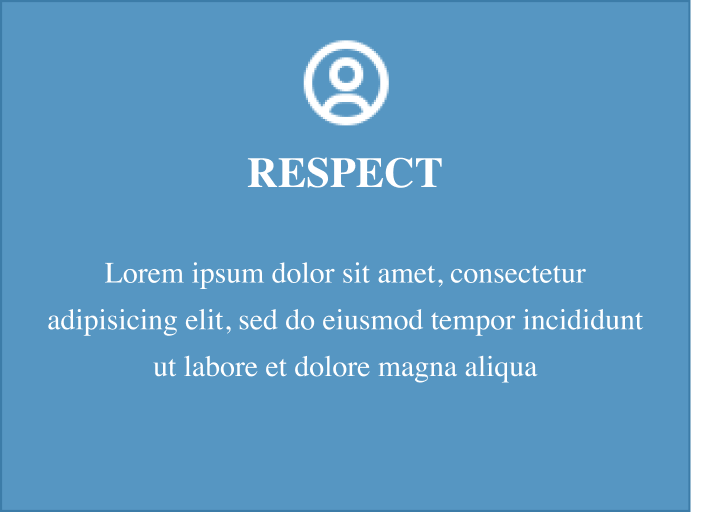 RESPECT
Lorem ipsum dolor sit amet, consectetur
adipisicing elit, sed do eiusmod tempor incididunt
ut labore et dolore magna aliqua